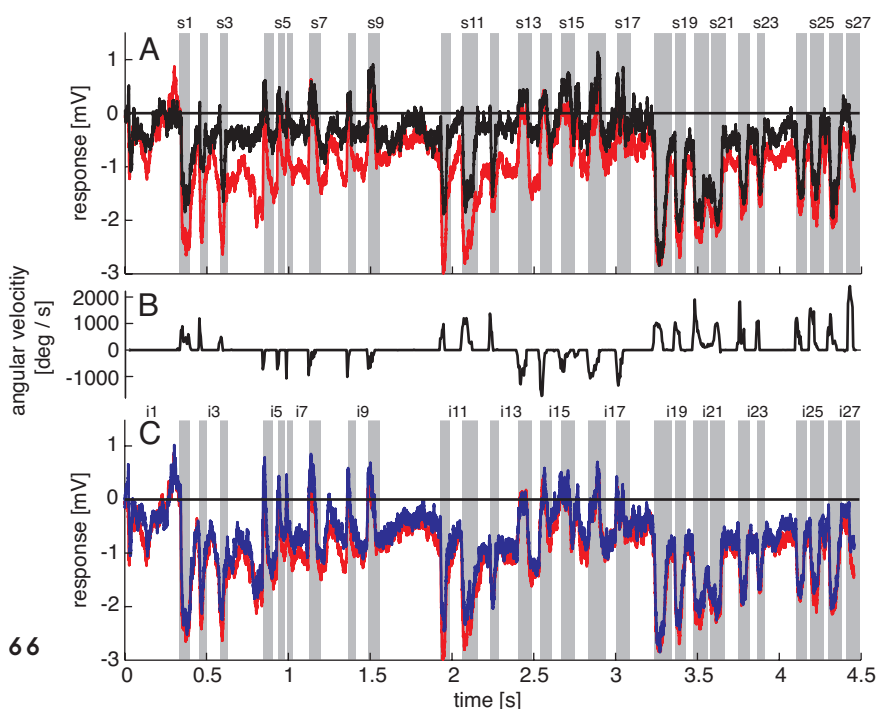 s1 s3 s5 s7 s9 s11 s13 s15 s17 s19 s21 s23 s25 s27
A
1
0
-1
-2
-3
response [mV]
B
2000
1000
0
-1000
angular velocitiy
[deg / s]
i1 i3 i5 i7 i9 i11 i13 i15 i17 i19 i21 i23 i25 i27
C
1
0
-1
-2
-3
response [mV]
66
0 0.5 1 1.5 2 2.5 3 3.5 4 4.5
time [s]